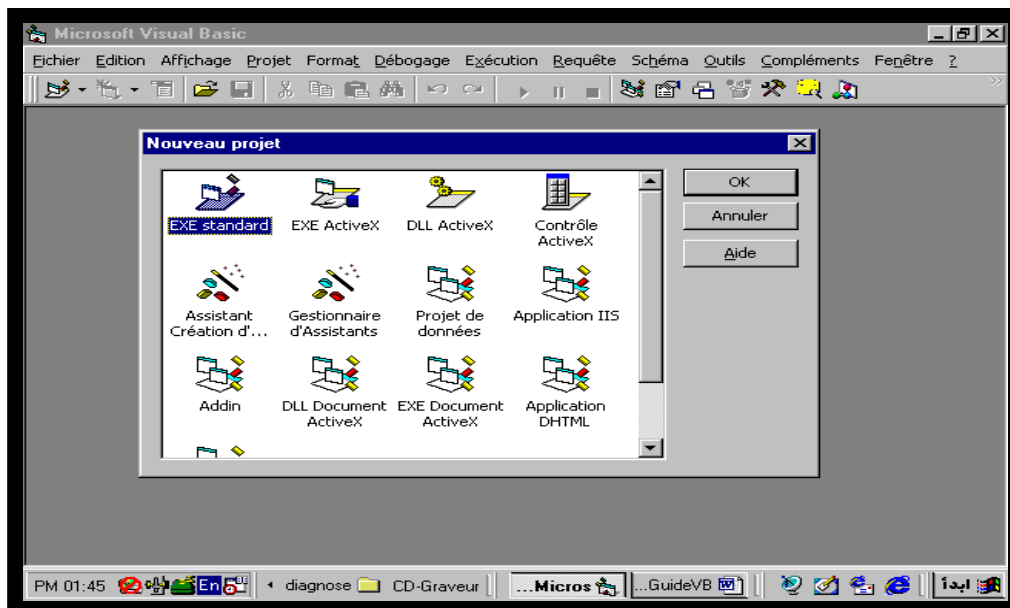 Microsoft Visual Basic
Fichier Edition Affichage Projet Format Débogage Exécution Requête Schéma Outils Compléments Fenêtre ?
Nouveau projet
EXE standard
EXE ActiveX
DLL ActiveX
Contrôle
ActiveX
Assistant
Création d'...
Gestionnaire
d'Assistants
Projet de
données
Application IIS
Addin
DLL Document
ActiveX
EXE Document
ActiveX
Application
DHTML
OK
Annuler
Aide
PM 01:45 En diagnose CD-Graveur ...Micros ...GuideVB ابدأ